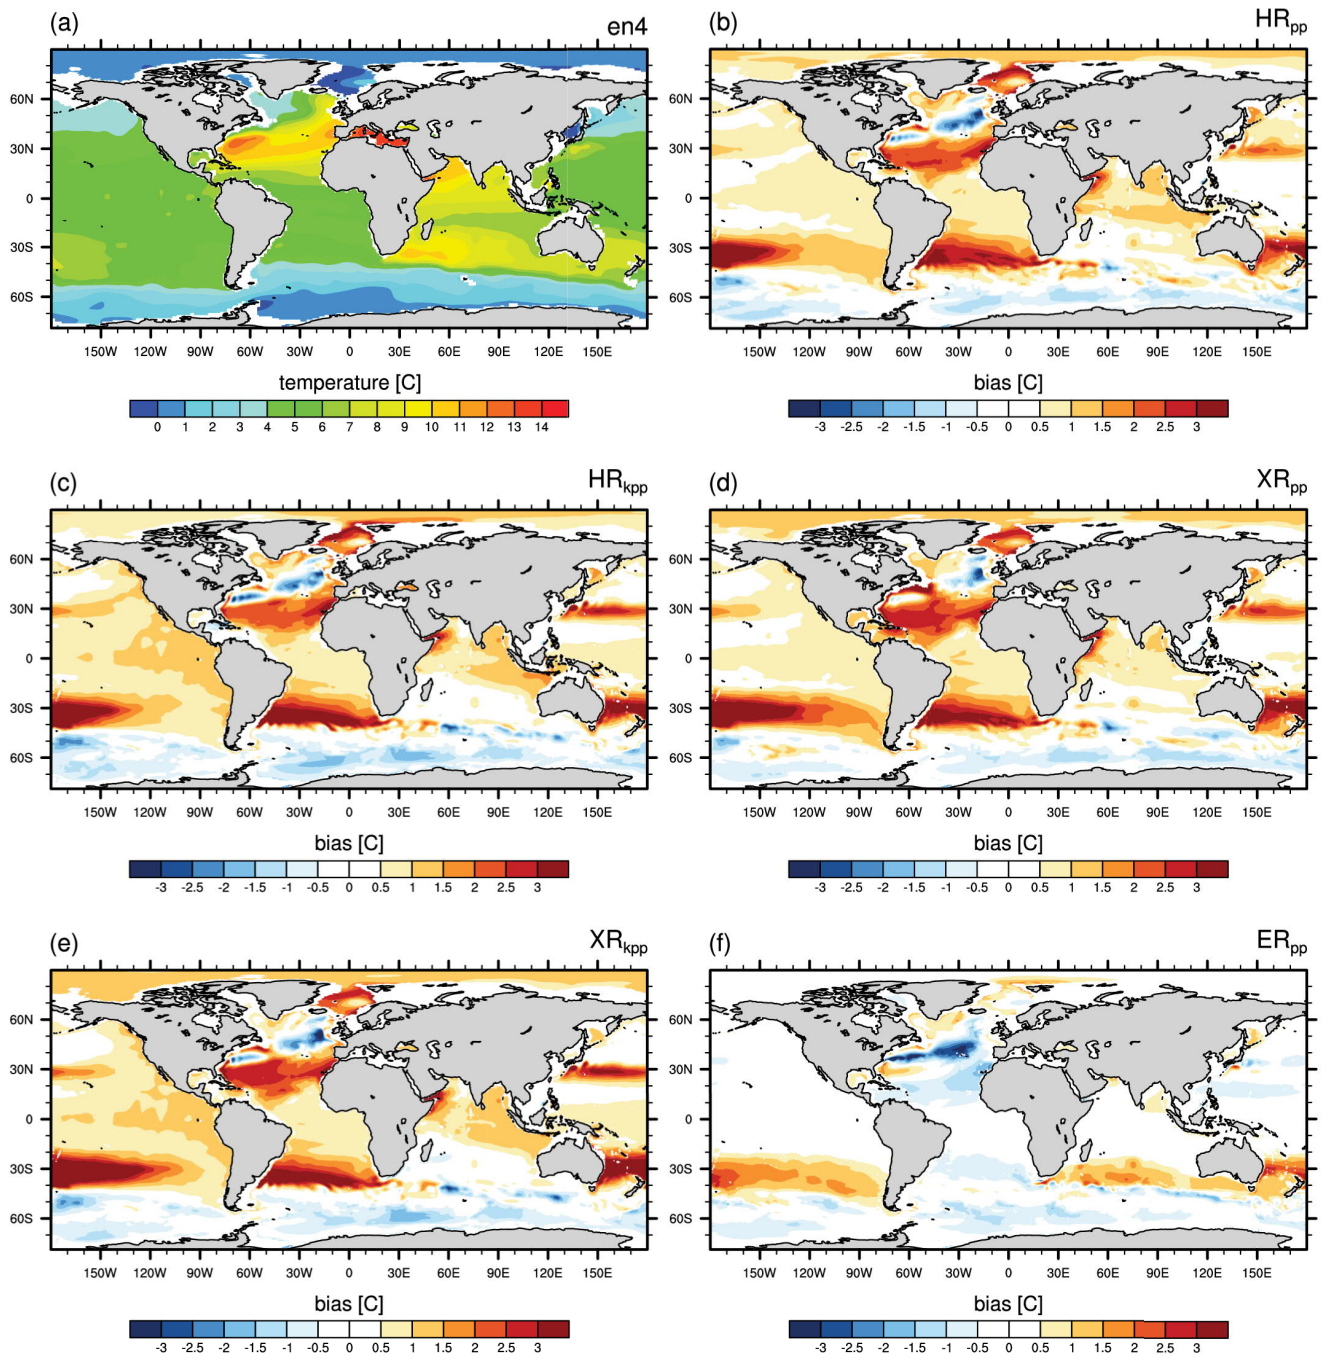 (a) en4
60N
30N
0
30S
60S
150W 120W 90W 60W 30W 0 30E 60E 90E 120E 150E
temperature [C]
0 1 2 3 4 5 6 7 8 9 10 11 12 13 14
(b) HRpp
60N
30N
0
30S
60S
150W 120W 90W 60W 30W 0 30E 60E 90E 120E 150E
bias [C]
-3 -2.5 -2 -1.5 -1 -0.5 0 0.5 1 1.5 2 2.5 3
(c) HRkpp
60N
30N
0
30S
60S
150W 120W 90W 60W 30W 0 30E 60E 90E 120E 150E
bias [C]
-3 -2.5 -2 -1.5 -1 -0.5 0 0.5 1 1.5 2 2.5 3
(d) XRpp
60N
30N
0
30S
60S
150W 120W 90W 60W 30W 0 30E 60E 90E 120E 150E
bias [C]
-3 -2.5 -2 -1.5 -1 -0.5 0 0.5 1 1.5 2 2.5 3
(e) XRkpp
60N
30N
0
30S
60S
150W 120W 90W 60W 30W 0 30E 60E 90E 120E 150E
bias [C]
-3 -2.5 -2 -1.5 -1 -0.5 0 0.5 1 1.5 2 2.5 3
(f) ERpp
60N
30N
0
30S
60S
150W 120W 90W 60W 30W 0 30E 60E 90E 120E 150E
bias [C]
-3 -2.5 -2 -1.5 -1 -0.5 0 0.5 1 1.5 2 2.5 3